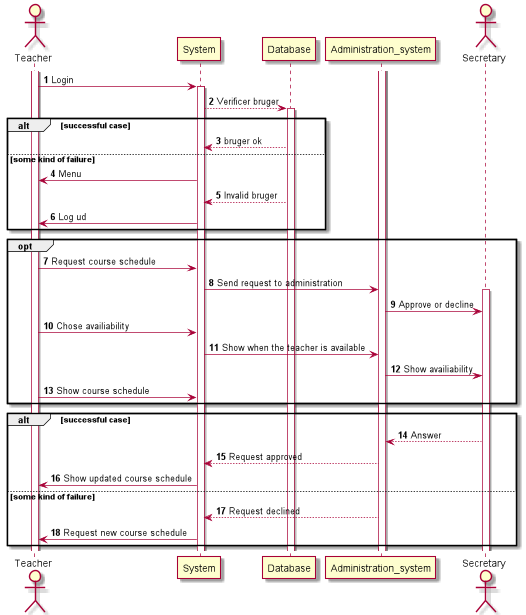 Teacher
System
Database
Administration_system
Secretary
1 Login
2 Verificer bruger
alt [successful case]
3 bruger ok
[some kind of failure]
4 Menu
5 Invalid bruger
6 Log ud
opt
7 Request course schedule
8 Send request to administration
9 Approve or decline
10 Chose availiability
11 Show when the teacher is available
12 Show availiability
13 Show course schedule
alt [successful case]
14 Answer
15 Request approved
16 Show updated course schedule
[some kind of failure]
17 Request declined
18 Request new course schedule
Teacher
System
Database
Administration_system
Secretary